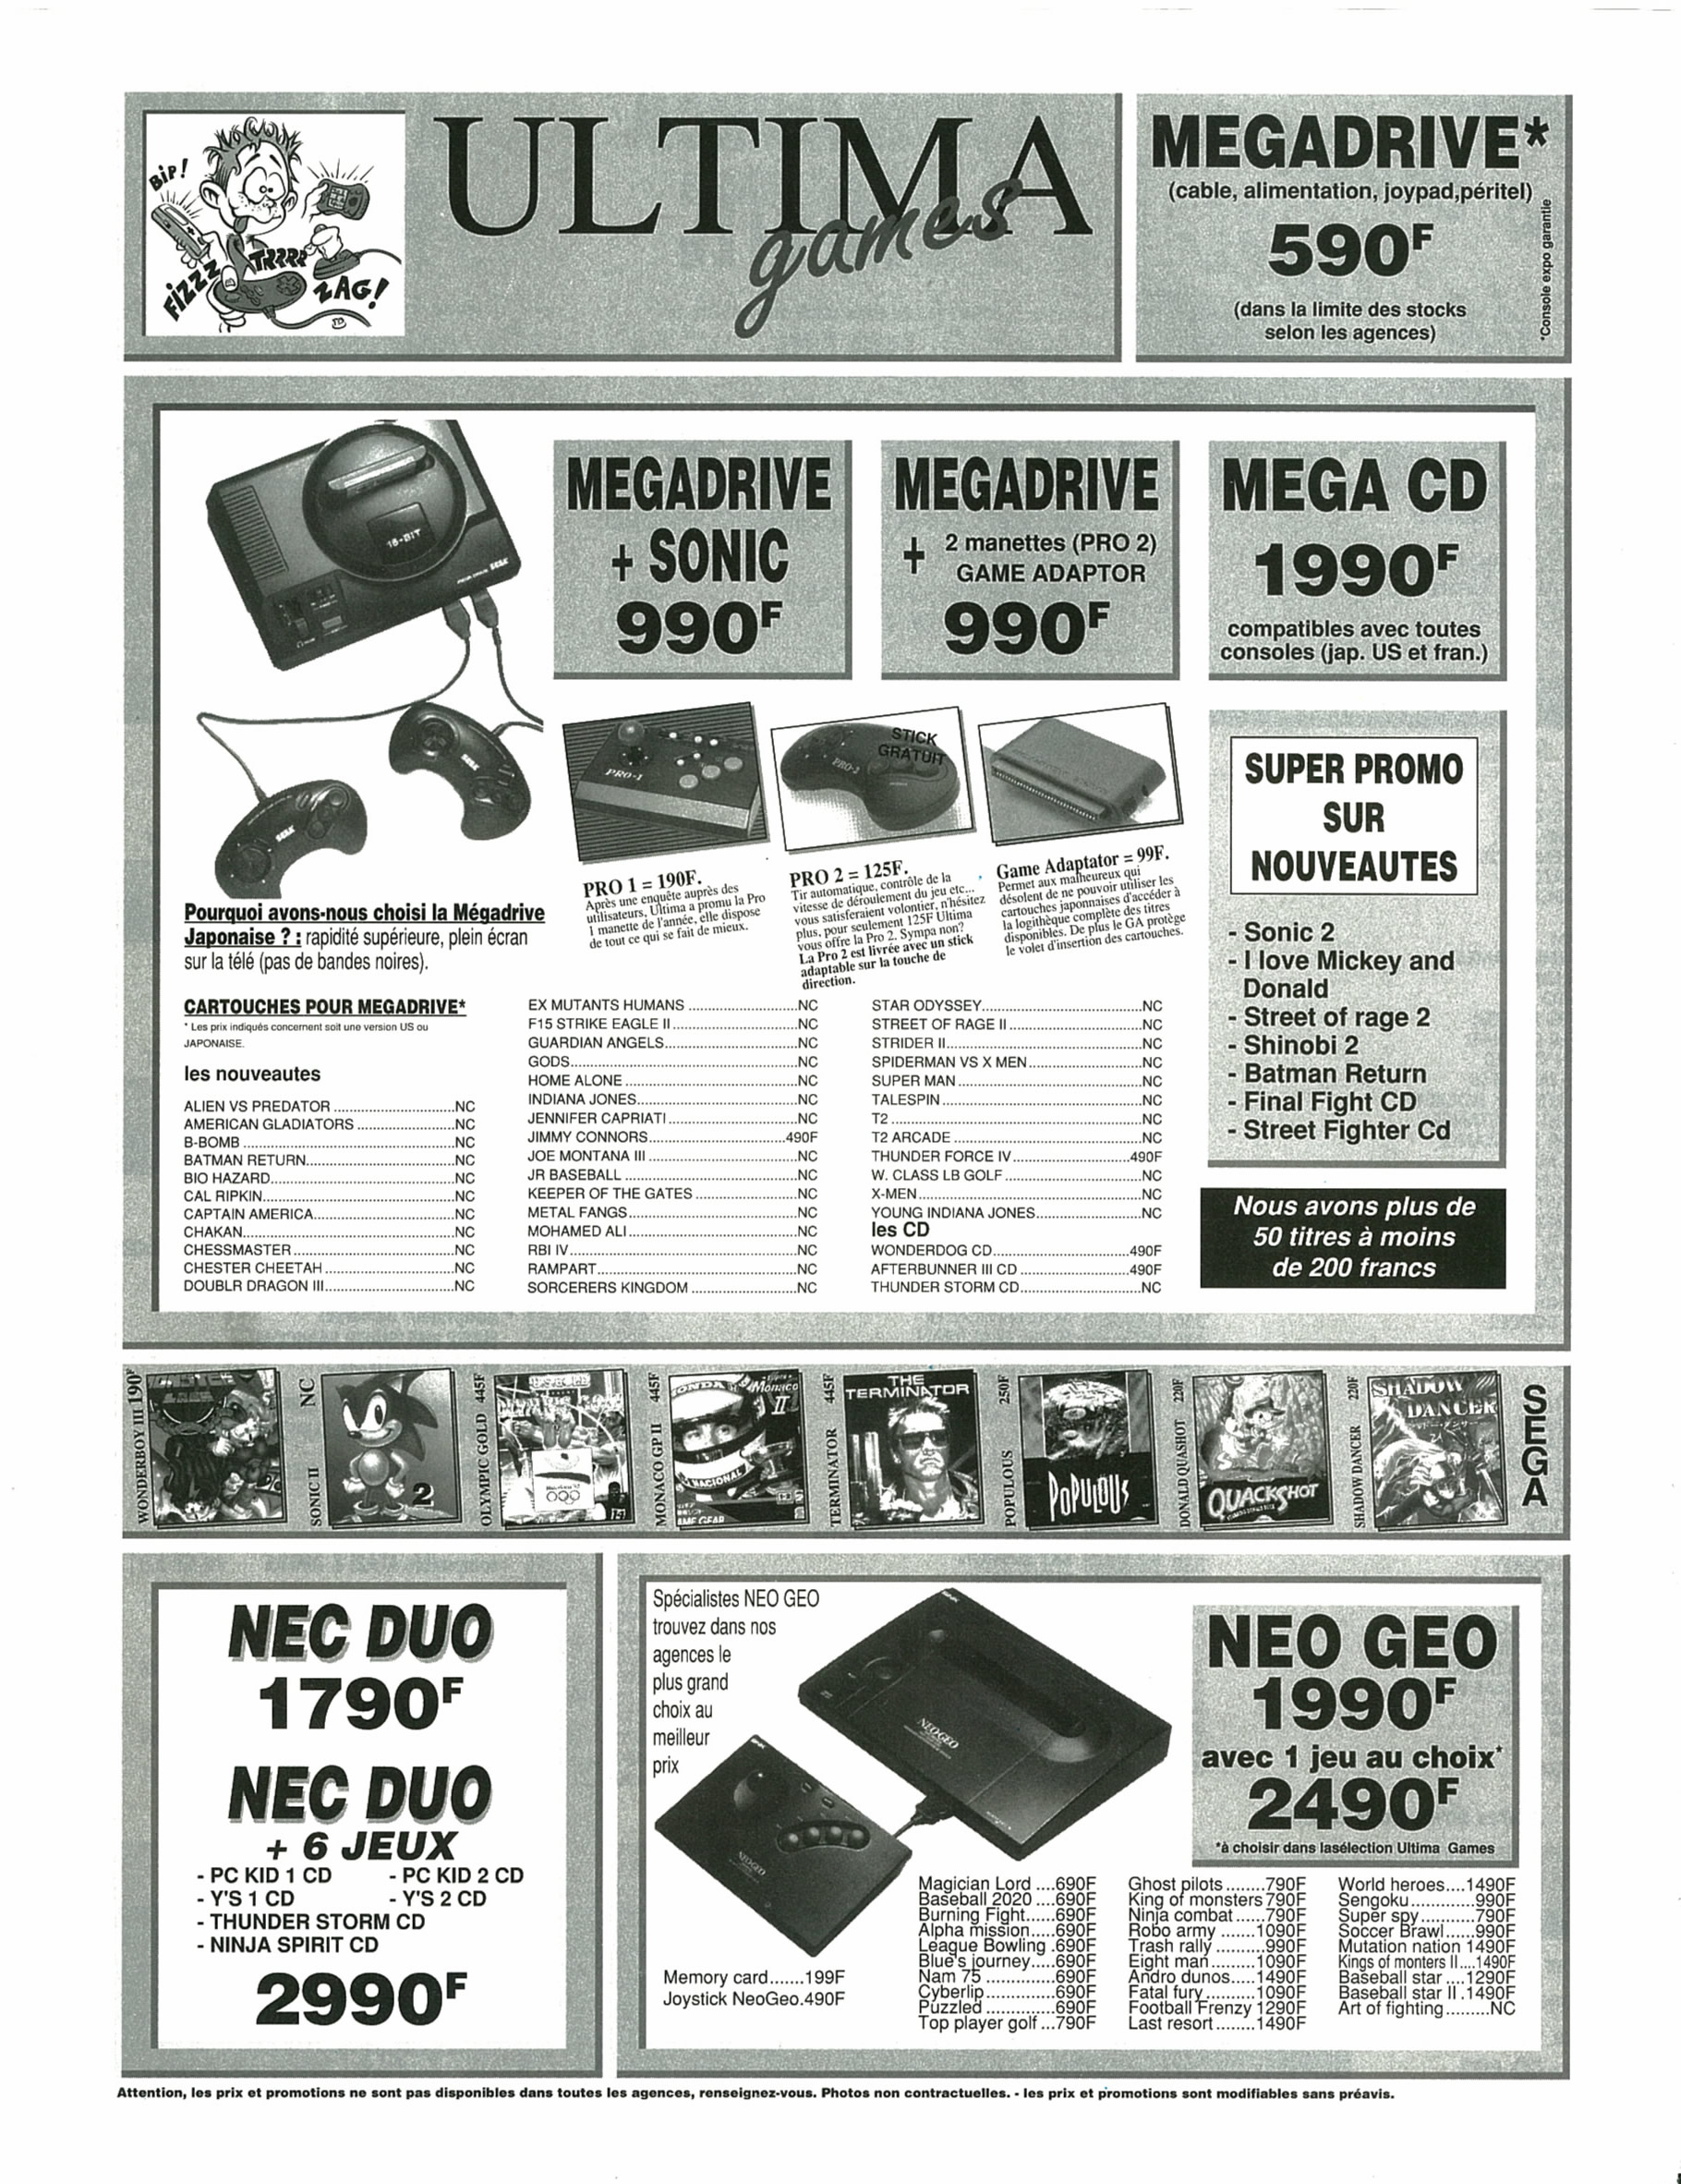 BiP!
FIZZZ
TRRRR
ZAG!
ULTIMA
games
MEGADRIVE*
(cable, alimentation, joypad,péritel)
590F
(dans la limite des stocks
selon les agences)
*Console expo garantie
16-BIT
SEGA
SEGA
SEGA
MEGADRIVE
+ SONIC
990F
MEGADRIVE
+ 2 manettes (PRO 2)
GAME ADAPTOR
990F
MEGA CD
1990F
compatibles avec toutes
consoles (jap. US et fran.)
PRO-1
PRO-2
STICK
GRATUIT
PRO 1 = 190F.
Après une enquête auprès des
utilisateurs, Ultima a promu la Pro
1 manette de l'année, elle dispose
de tout ce qui se fait de mieux.
PRO 2 = 125F.
Tir automatique, contrôle de la
vitesse de déroulement du jeu etc...
vous satisferaient volontier, n'hésitez
plus, pour seulement 125F Ultima
vous offre la Pro 2. Sympa non?
La Pro 2 est livrée avec un stick
adaptable sur la touche de
direction.
Game Adaptator = 99F.
Permet aux malheureux qui
désolent de ne pouvoir utiliser les
cartouches japonnaises d'accéder à
la logithèque complète des titres
disponibles. De plus le GA protège
le volet d'insertion des cartouches.
Pourquoi avons-nous choisi la Mégadrive
Japonaise ? : rapidité supérieure, plein écran
sur la télé (pas de bandes noires).
CARTOUCHES POUR MEGADRIVE*
* Les prix indiqués concernent soit une version US ou
JAPONAISE.
les nouveautes
ALIEN VS PREDATOR ............................NC
AMERICAN GLADIATORS ......................NC
B-BOMB .................................................NC
BATMAN RETURN..................................NC
BIO HAZARD...........................................NC
CAL RIPKIN.............................................NC
CAPTAIN AMERICA.................................NC
CHAKAN..................................................NC
CHESSMASTER .....................................NC
CHESTER CHEETAH ..............................NC
DOUBLR DRAGON III..............................NC
EX MUTANTS HUMANS .........................NC
F15 STRIKE EAGLE II.............................NC
GUARDIAN ANGELS...............................NC
GODS......................................................NC
HOME ALONE .........................................NC
INDIANA JONES......................................NC
JENNIFER CAPRIATI...............................NC
JIMMY CONNORS................................490F
JOE MONTANA III ...................................NC
JR BASEBALL .........................................NC
KEEPER OF THE GATES ........................NC
METAL FANGS........................................NC
MOHAMED ALI........................................NC
RBI IV......................................................NC
RAMPART...............................................NC
SORCERERS KINGDOM ........................NC
STAR ODYSSEY.....................................NC
STREET OF RAGE II...............................NC
STRIDER II..............................................NC
SPIDERMAN VS X MEN..........................NC
SUPER MAN ...........................................NC
TALESPIN...............................................NC
T2 ...........................................................NC
T2 ARCADE ............................................NC
THUNDER FORCE IV...........................490F
W. CLASS LB GOLF ................................NC
X-MEN.....................................................NC
YOUNG INDIANA JONES........................NC
les CD
WONDERDOG CD................................490F
AFTERBUNNER III CD .........................490F
THUNDER STORM CD............................NC
SUPER PROMO
SUR
NOUVEAUTES
- Sonic 2
- I love Mickey and
Donald
- Street of rage 2
- Shinobi 2
- Batman Return
- Final Fight CD
- Street Fighter Cd
Nous avons plus de
50 titres à moins
de 200 francs
WONDERBOY III 190F
SONIC II NC
2
OLYMPIC GOLD 445F
MONACO GP II 445F
HONDA
Monaco
II
NACIONAL
GAME GEAR
TERMINATOR 445F
THE
TERMINATOR
POPULOUS 250F
POPULOUS
DONALD QUASHOT 220F
QUACKSHOT
SHADOW DANCER 220F
SHADOW
DANCER
SEGA
NEC DUO
1790F
NEC DUO
+ 6 JEUX
- PC KID 1 CD - PC KID 2 CD
- Y'S 1 CD - Y'S 2 CD
- THUNDER STORM CD
- NINJA SPIRIT CD
2990F
Spécialistes NEO GEO
trouvez dans nos
agences le
plus grand
choix au
meilleur
prix
NEO·GEO
NEO·GEO
NEO GEO
1990F
avec 1 jeu au choix*
2490F
*à choisir dans lasélection Ultima Games
Memory card.......199F
Joystick NeoGeo.490F
Magician Lord ....690F
Baseball 2020 ....690F
Burning Fight......690F
Alpha mission.....690F
League Bowling .690F
Blue's journey.....690F
Nam 75 ..............690F
Cyberlip..............690F
Puzzled ..............690F
Top player golf ...790F
Ghost pilots ........790F
King of monsters 790F
Ninja combat ......790F
Robo army .......1090F
Trash rally ..........990F
Eight man.........1090F
Andro dunos.....1490F
Fatal fury..........1090F
Football Frenzy 1290F
Last resort........1490F
World heroes....1490F
Sengoku.............990F
Super spy...........790F
Soccer Brawl......990F
Mutation nation 1490F
Kings of monters II....1490F
Baseball star ....1290F
Baseball star II .1490F
Art of fighting.........NC
Attention, les prix et promotions ne sont pas disponibles dans toutes les agences, renseignez-vous. Photos non contractuelles. - les prix et promotions sont modifiables sans préavis.